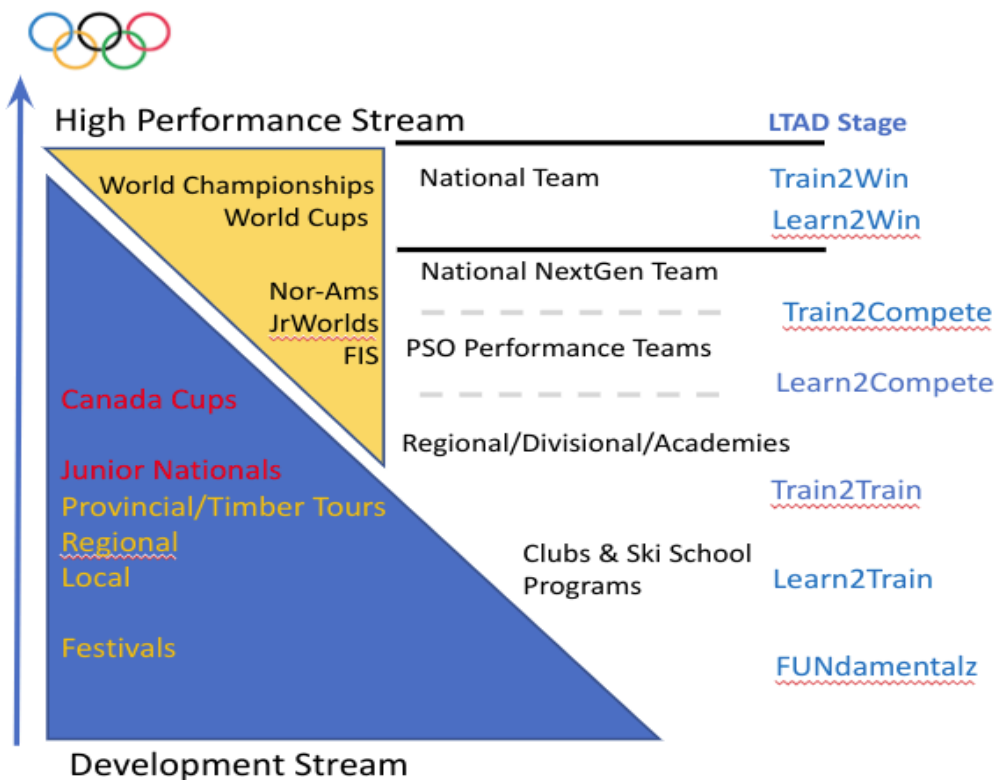 High Performance Stream
LTAD Stage
World Championships
World Cups
National Team
Train2Win
Learn2Win
Nor-Ams
JrWorlds
FIS
National NextGen Team
Train2Compete
PSO Performance Teams
Learn2Compete
Canada Cups
Regional/Divisional/Academies
Junior Nationals
Provincial/Timber Tours
Regional
Local
Train2Train
Clubs & Ski School
Programs
Learn2Train
Festivals
FUNdamentalz
Development Stream